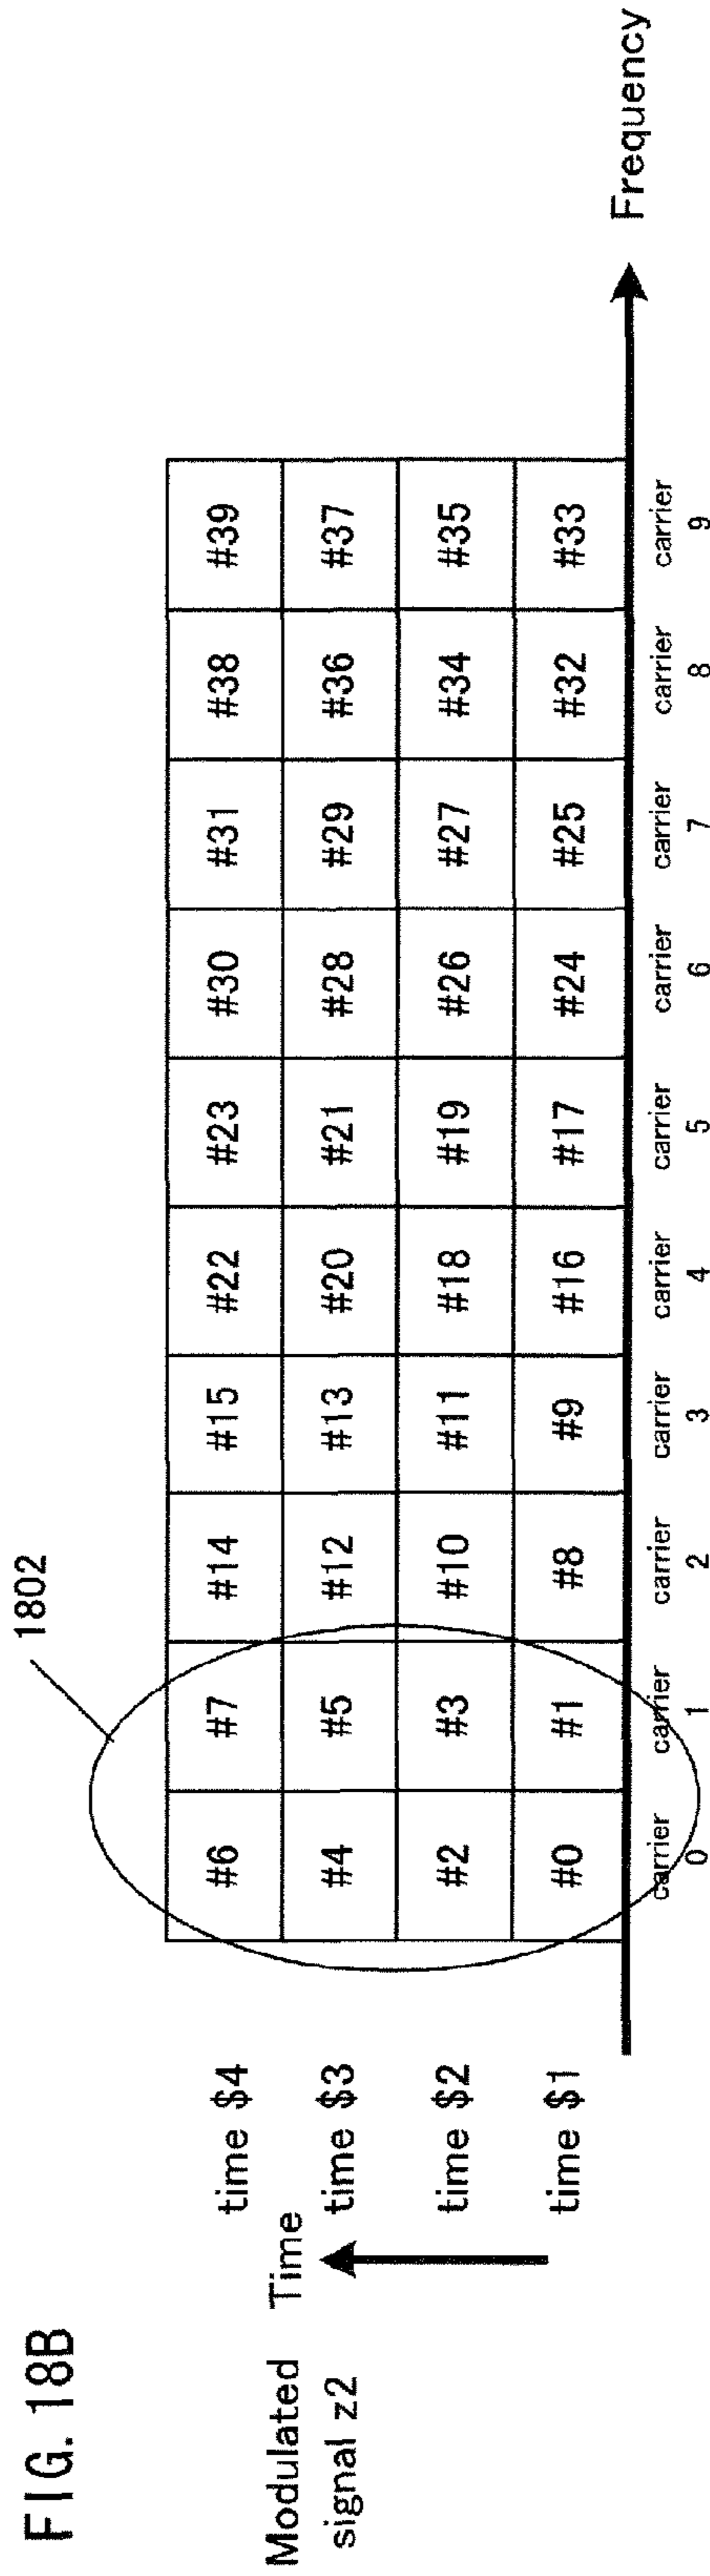 FIG. 18B
1802
Modulated
signal z2
Time
time $4
#6 #7 #14 #15 #22 #23 #30 #31 #38 #39
time $3
#4 #5 #12 #13 #20 #21 #28 #29 #36 #37
time $2
#2 #3 #10 #11 #18 #19 #26 #27 #34 #35
time $1
#0 #1 #8 #9 #16 #17 #24 #25 #32 #33
carrier carrier carrier carrier carrier carrier carrier carrier carrier carrier
0 1 2 3 4 5 6 7 8 9
Frequency